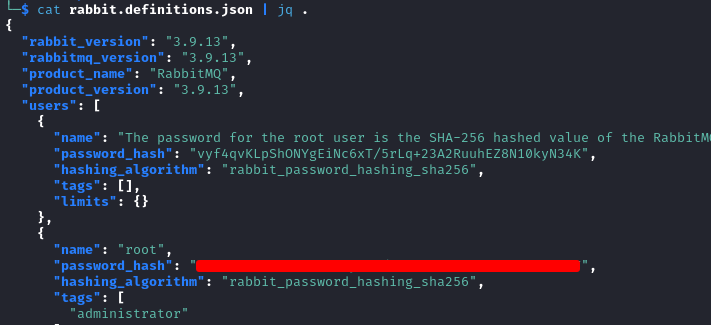 └─$ cat rabbit.definitions.json | jq .
{
  "rabbit_version": "3.9.13",
  "rabbitmq_version": "3.9.13",
  "product_name": "RabbitMQ",
  "product_version": "3.9.13",
  "users": [
    {
      "name": "The password for the root user is the SHA-256 hashed value of the RabbitM
      "password_hash": "vyf4qvKLpShONYgEiNc6xT/5rLq+23A2RuuhEZ8N10kyN34K",
      "hashing_algorithm": "rabbit_password_hashing_sha256",
      "tags": [],
      "limits": {}
    },
    {
      "name": "root",
      "password_hash": "",
      "hashing_algorithm": "rabbit_password_hashing_sha256",
      "tags": [
        "administrator"